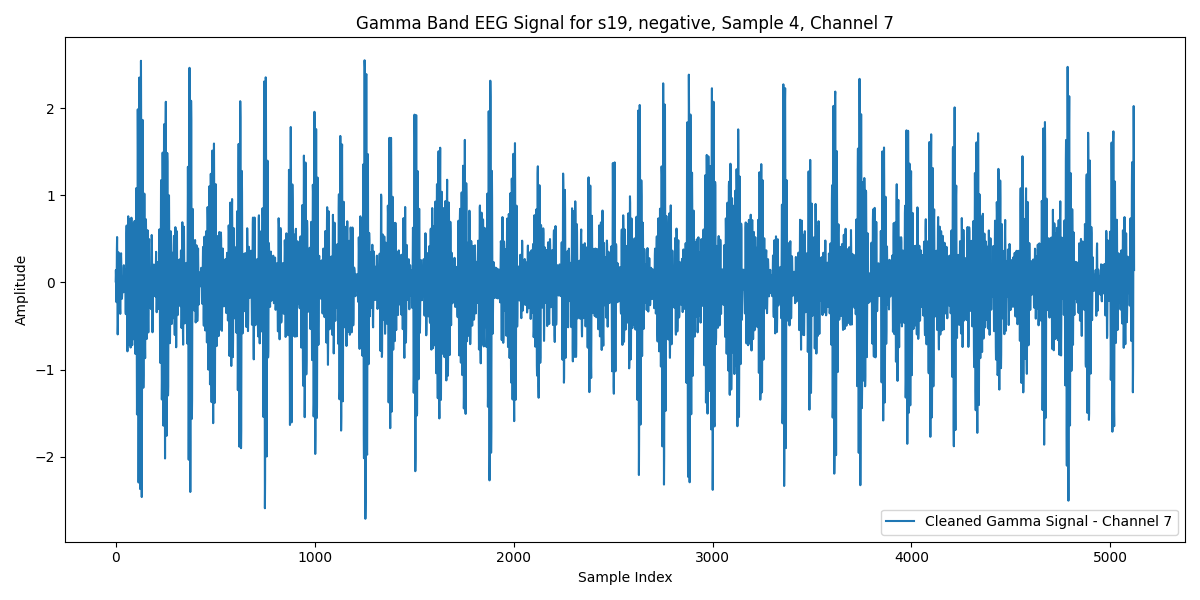 Gamma Band EEG Signal for s19, negative, Sample 4, Channel 7
Amplitude
2
1
0
−1
−2
0 1000 2000 3000 4000 5000
Sample Index
Cleaned Gamma Signal - Channel 7